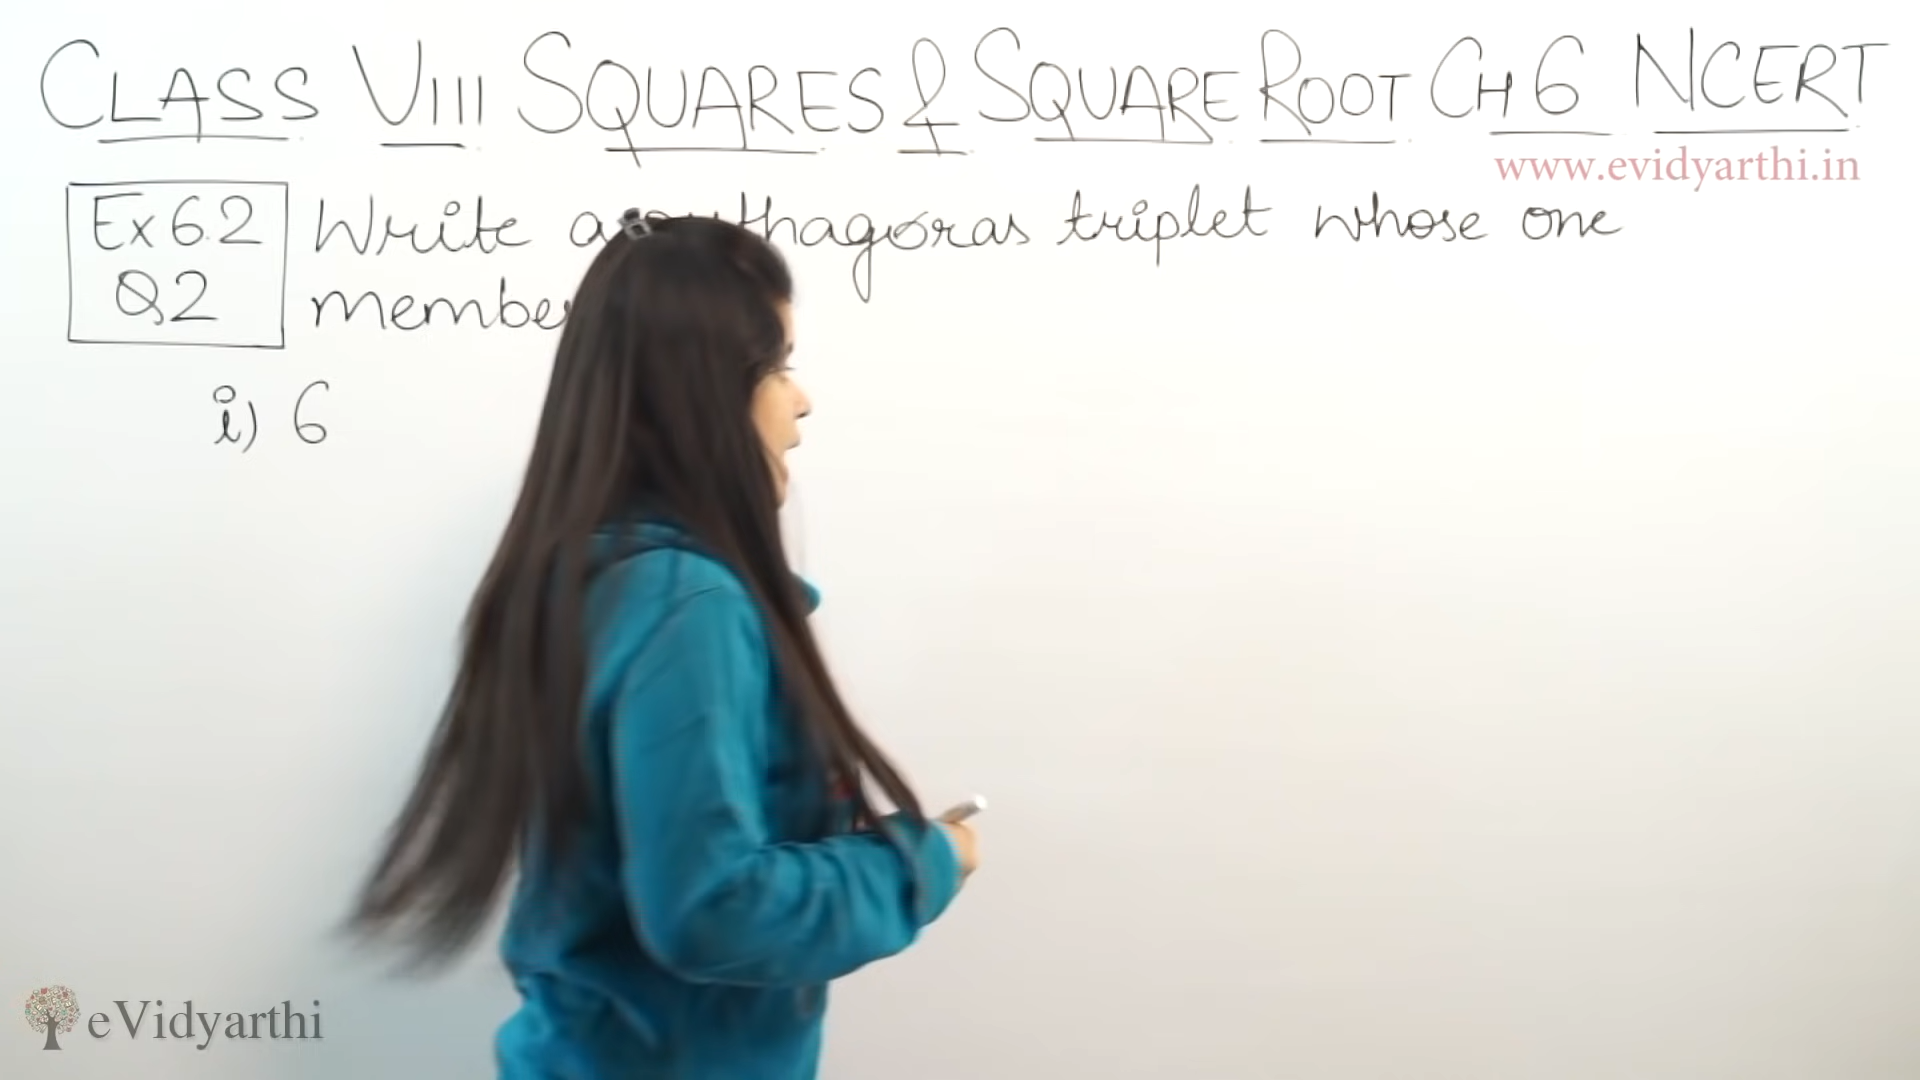 CLASS VIII SQUARES & SQUARE ROOT CH 6 NCERT
www.evidyarthi.in
Ex 6.2 Write a triplet whose one
Q2 member
i) 6
eVidyarthi